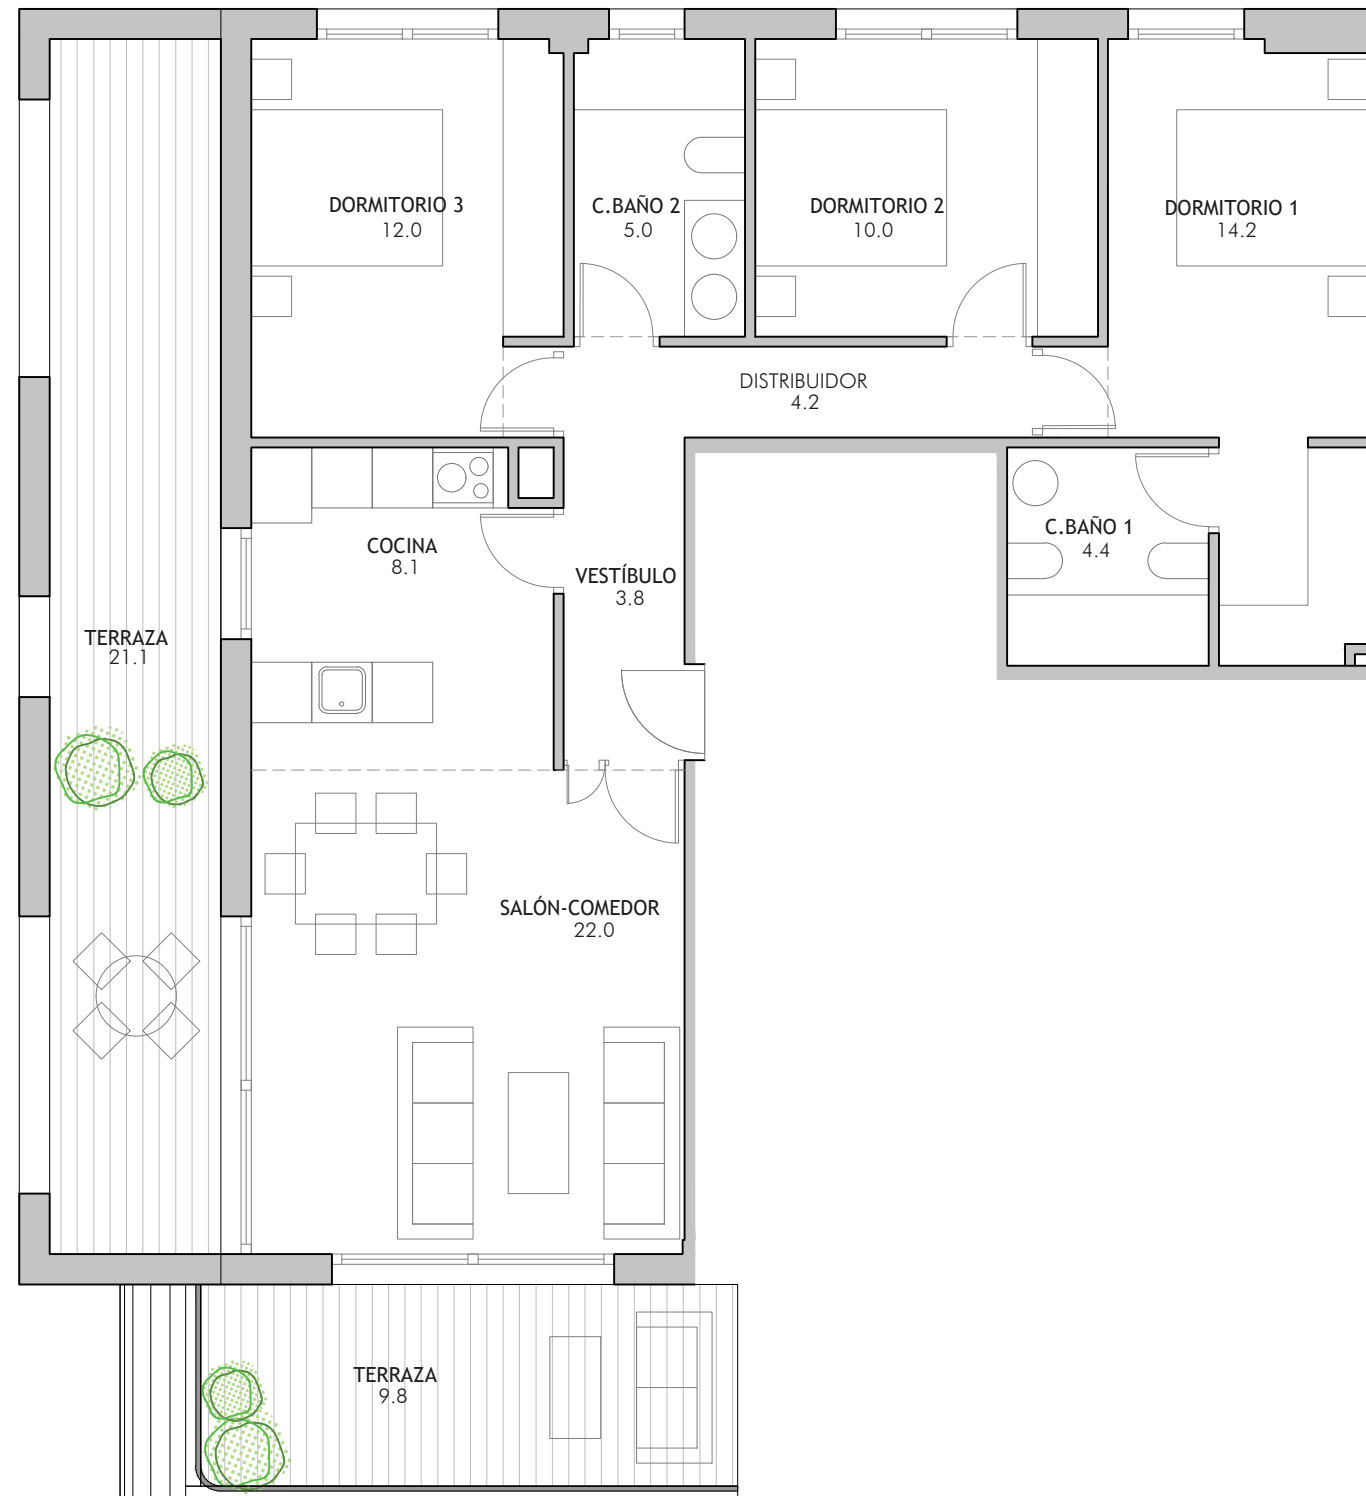 DORMITORIO 3
12.0
C.BAÑO 2
5.0
DORMITORIO 2
10.0
DORMITORIO 1
14.2
DISTRIBUIDOR
4.2
COCINA
8.1
VESTÍBULO
3.8
C.BAÑO 1
4.4
TERRAZA
21.1
SALÓN-COMEDOR
22.0
TERRAZA
9.8